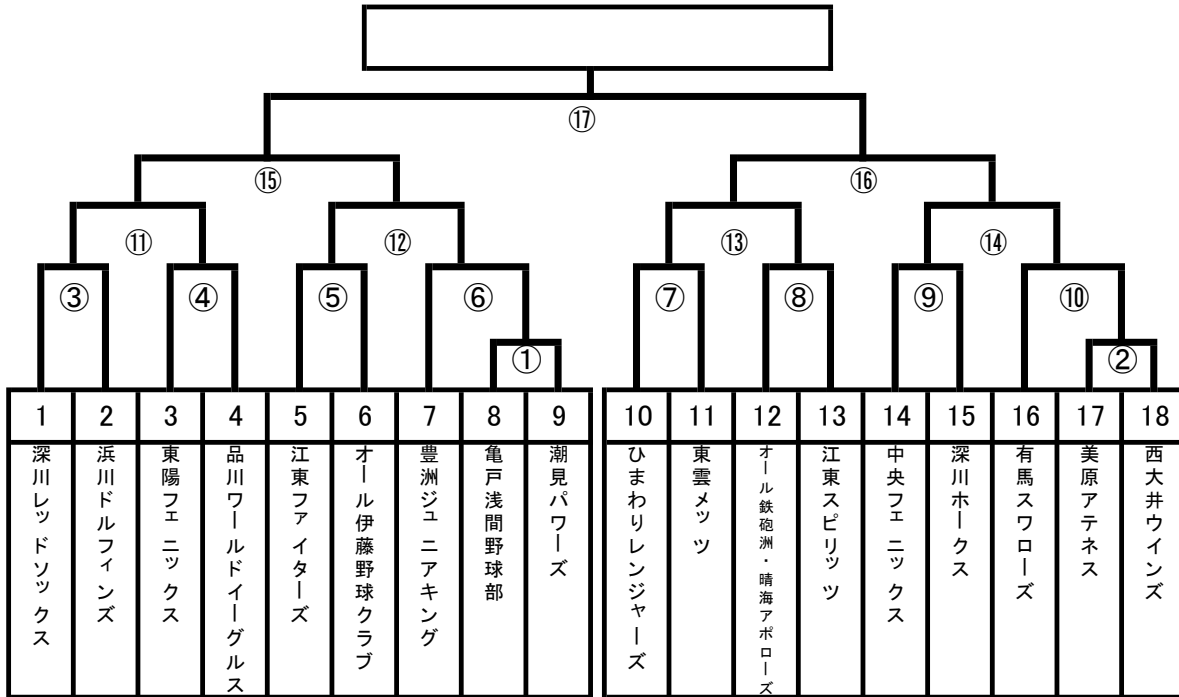 ⑰
⑮
⑯
⑪
⑫
⑬
⑭
③
④
⑤
⑥
⑦
⑧
⑨
⑩
①
②
1
2
3
4
5
6
7
8
9
10
11
12
13
14
15
16
17
18
深川レッドソックス
浜川ドルフィンズ
東陽フェニックス
品川ワールドイーグルス
江東ファイターズ
オール伊藤野球クラブ
豊洲ジュニアキング
亀戸浅間野球部
潮見パワーズ
ひまわりレンジャーズ
東雲メッツ
オール鉄砲洲・晴海アポローズ
江東スピリッツ
中央フェニックス
深川ホークス
有馬スワローズ
美原アテネス
西大井ウインズ